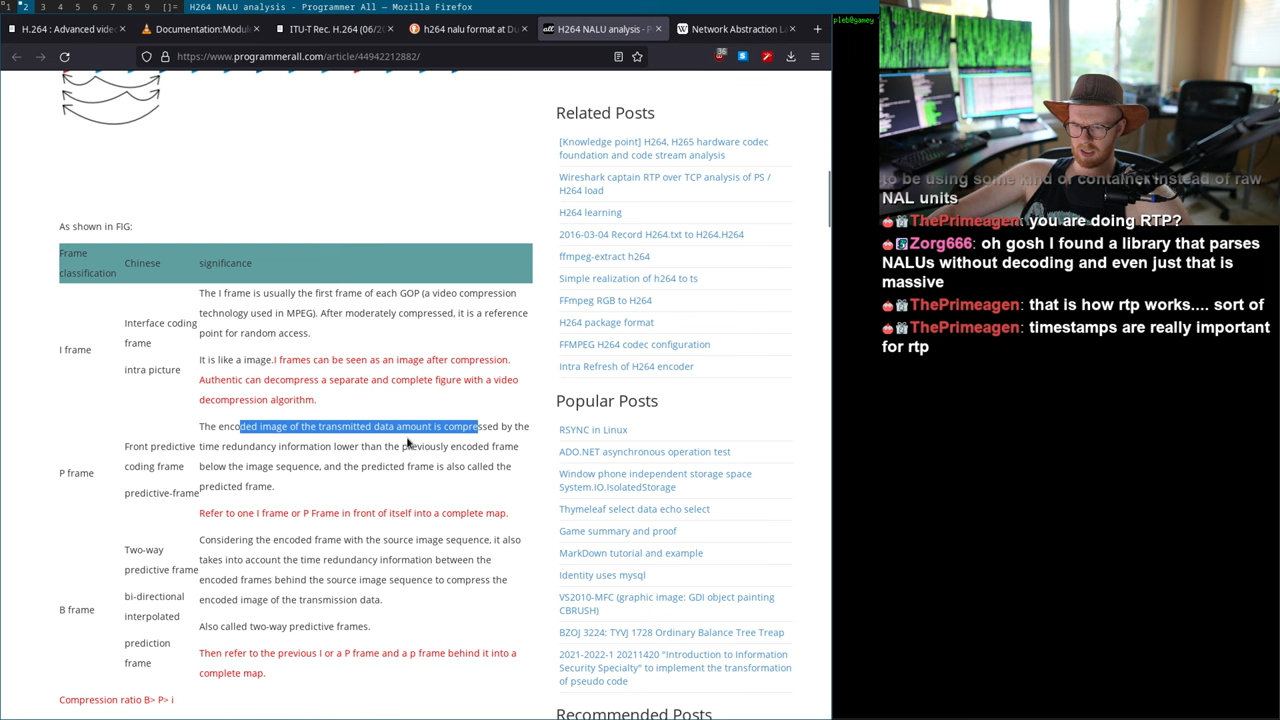 1 2 3 4 5 6 7 8 9 []= H264 NALU analysis - Programmer All — Mozilla Firefox
H.264 : Advanced vide
Documentation:Modul
ITU-T Rec. H.264 (06/20
h264 nalu format at Du
H264 NALU analysis - P
Network Abstraction La
pleb@gamey
https://www.programmerall.com/article/44942212882/
As shown in FIG:
Frame
classification
Chinese
significance
I frame
Interface coding
frame
intra picture
The I frame is usually the first frame of each GOP (a video compression
technology used in MPEG). After moderately compressed, it is a reference
point for random access.
It is like a image.I frames can be seen as an image after compression.
Authentic can decompress a separate and complete figure with a video
decompression algorithm.
P frame
Front predictive
coding frame
predictive-frame
The encoded image of the transmitted data amount is compressed by the
time redundancy information lower than the previously encoded frame
below the image sequence, and the predicted frame is also called the
predicted frame.
Refer to one I frame or P Frame in front of itself into a complete map.
B frame
Two-way
predictive frame
bi-directional
interpolated
prediction
frame
Considering the encoded frame with the source image sequence, it also
takes into account the time redundancy information between the
encoded frames behind the source image sequence to compress the
encoded image of the transmission data.
Also called two-way predictive frames.
Then refer to the previous I or a P frame and a p frame behind it into a
complete map.
Compression ratio B> P> i
Related Posts
[Knowledge point] H264, H265 hardware codec
foundation and code stream analysis
Wireshark captain RTP over TCP analysis of PS /
H264 load
H264 learning
2016-03-04 Record H264.txt to H264.H264
ffmpeg-extract h264
Simple realization of h264 to ts
FFmpeg RGB to H264
H264 package format
FFMPEG H264 codec configuration
Intra Refresh of H264 encoder
Popular Posts
RSYNC in Linux
ADO.NET asynchronous operation test
Window phone independent storage space
System.IO.IsolatedStorage
Thymeleaf select data echo select
Game summary and proof
MarkDown tutorial and example
Identity uses mysql
VS2010-MFC (graphic image: GDI object painting
CBRUSH)
BZOJ 3224: TYVJ 1728 Ordinary Balance Tree Treap
2021-2022-1 20211420 "Introduction to Information
Security Specialty" to implement the transformation
of pseudo code
Recommended Posts
to be using some kind of container instead of raw
NAL units
ThePrimeagen: you are doing RTP?
Zorg666: oh gosh I found a library that parses
NALUs without decoding and even just that is
massive
ThePrimeagen: that is how rtp works.... sort of
ThePrimeagen: timestamps are really important
for rtp